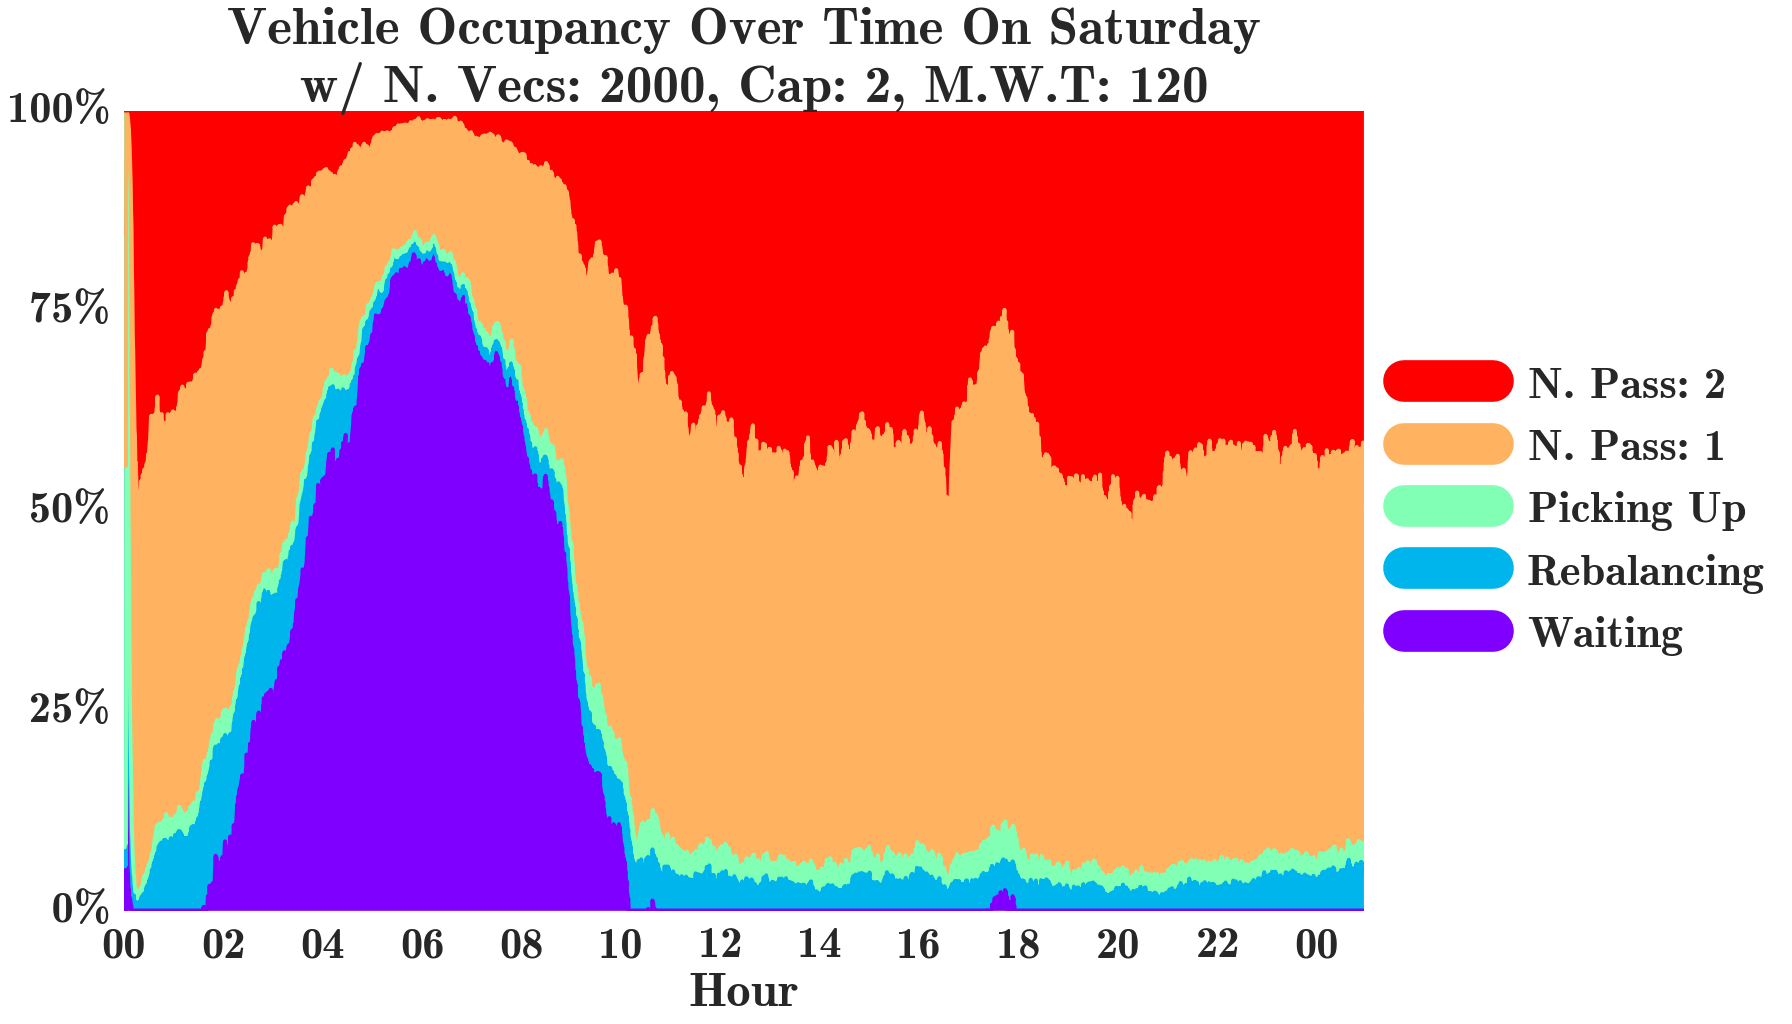 Vehicle Occupancy Over Time On Saturday
w/ N. Vecs: 2000, Cap: 2, M.W.T: 120
100%
75%
50%
25%
0%
00 02 04 06 08 10 12 14 16 18 20 22 00
Hour
N. Pass: 2
N. Pass: 1
Picking Up
Rebalancing
Waiting